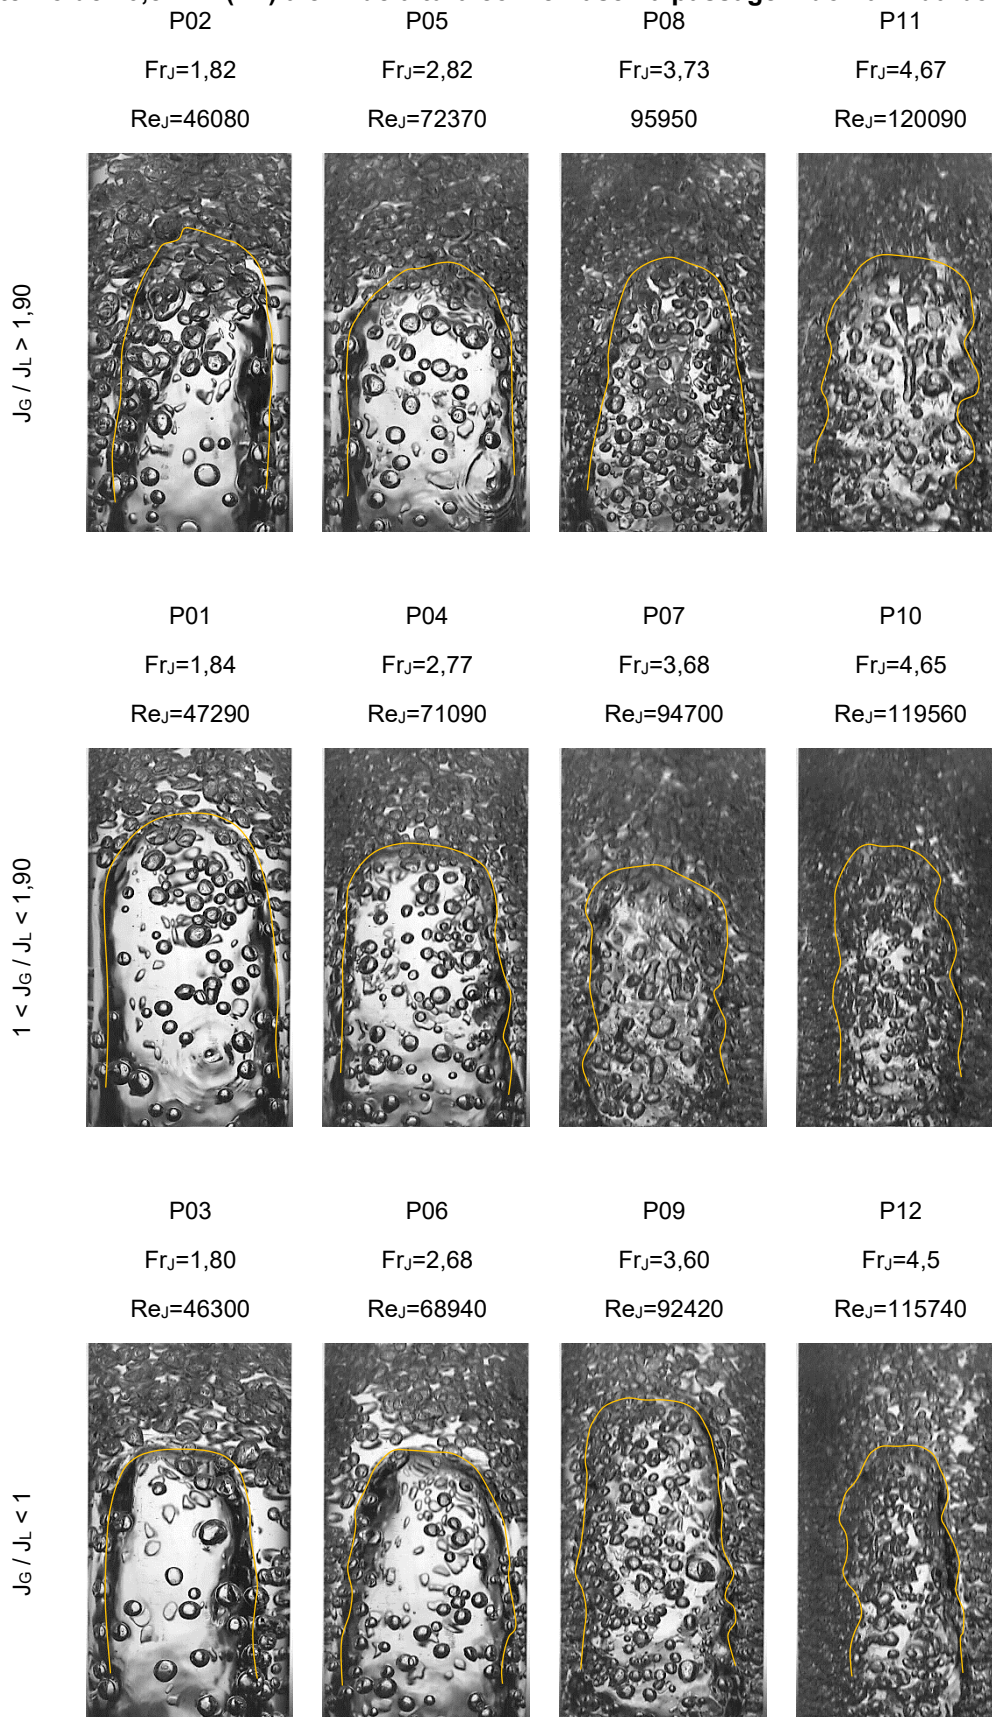 P02 P05 P08 P11
FrJ=1,82 FrJ=2,82 FrJ=3,73 FrJ=4,67
ReJ=46080 ReJ=72370 95950 ReJ=120090
JG / JL > 1,90
P01 P04 P07 P10
FrJ=1,84 FrJ=2,77 FrJ=3,68 FrJ=4,65
ReJ=47290 ReJ=71090 ReJ=94700 ReJ=119560
1 < JG / JL < 1,90
P03 P06 P09 P12
FrJ=1,80 FrJ=2,68 FrJ=3,60 FrJ=4,5
ReJ=46300 ReJ=68940 ReJ=92420 ReJ=115740
JG / JL < 1